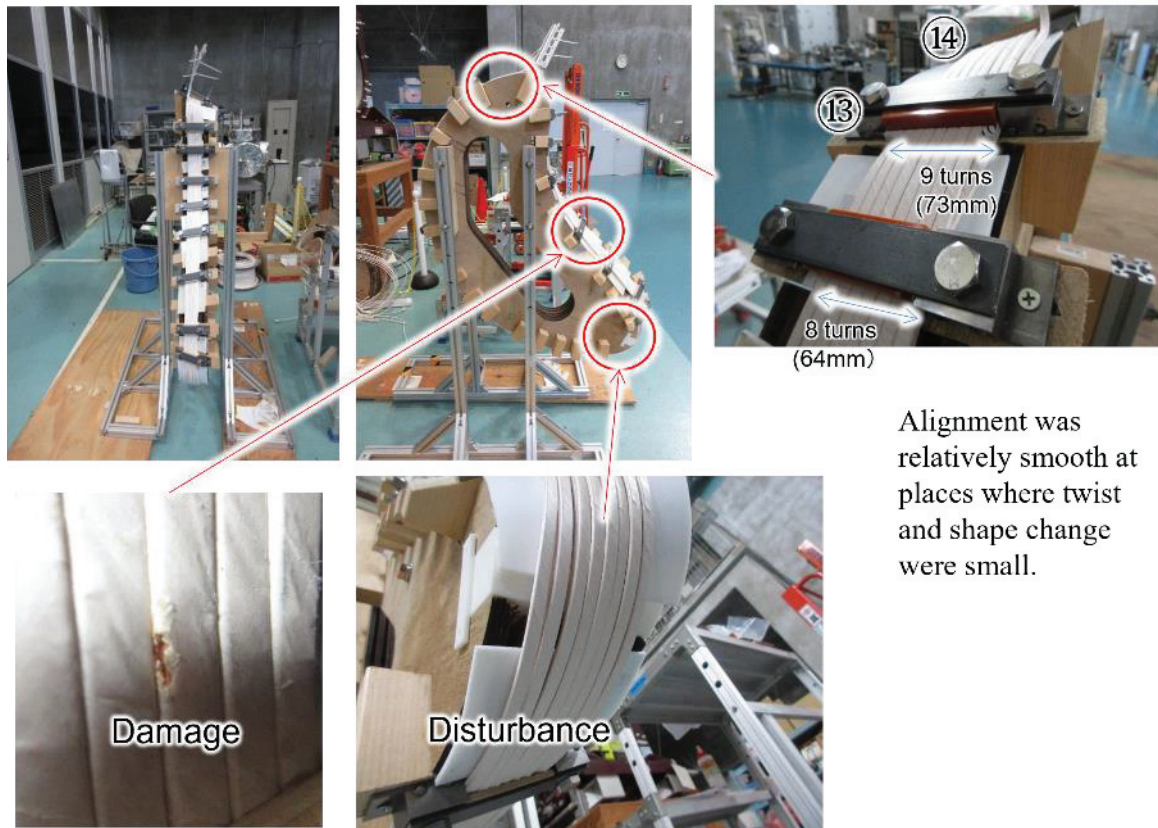 ⑭
⑬
9 turns
(73mm)
8 turns
(64mm)
Alignment was
relatively smooth at
places where twist
and shape change
were small.
Damage
Disturbance